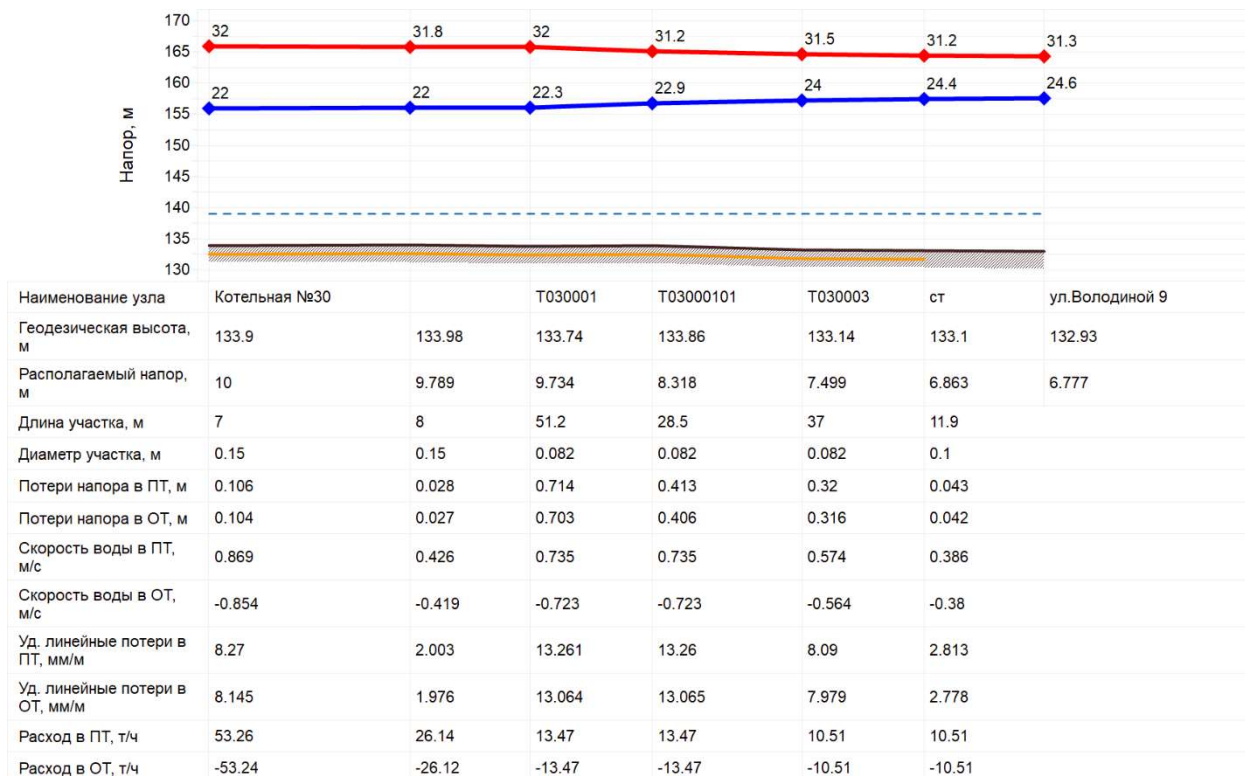 170
165
160
155
150
145
140
135
130
Напор, м
32 31.8 32 31.2 31.5 31.2 31.3
22 22 22.3 22.9 24 24.4 24.6
Наименование узла Котельная №30 Т030001 Т03000101 Т030003 ст ул.Володиной 9
Геодезическая высота,
м 133.9 133.98 133.74 133.86 133.14 133.1 132.93
Располагаемый напор,
м 10 9.789 9.734 8.318 7.499 6.863 6.777
Длина участка, м 7 8 51.2 28.5 37 11.9
Диаметр участка, м 0.15 0.15 0.082 0.082 0.082 0.1
Потери напора в ПТ, м 0.106 0.028 0.714 0.413 0.32 0.043
Потери напора в ОТ, м 0.104 0.027 0.703 0.406 0.316 0.042
Скорость воды в ПТ,
м/с 0.869 0.426 0.735 0.735 0.574 0.386
Скорость воды в ОТ,
м/с -0.854 -0.419 -0.723 -0.723 -0.564 -0.38
Уд. линейные потери в
ПТ, мм/м 8.27 2.003 13.261 13.26 8.09 2.813
Уд. линейные потери в
ОТ, мм/м 8.145 1.976 13.064 13.065 7.979 2.778
Расход в ПТ, т/ч 53.26 26.14 13.47 13.47 10.51 10.51
Расход в ОТ, т/ч -53.24 -26.12 -13.47 -13.47 -10.51 -10.51